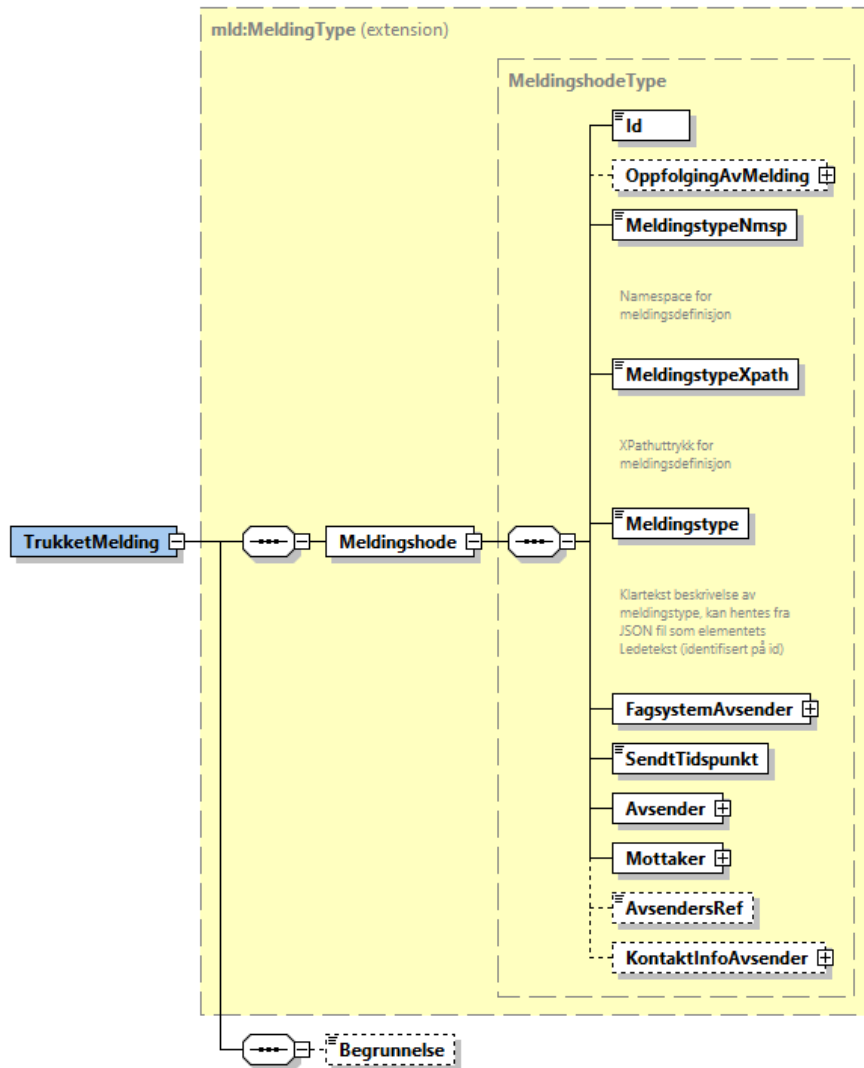 mld:MeldingType (extension)
MeldingshodeType
Id
OppfolgingAvMelding
MeldingstypeNmsp
Namespace for
meldingsdefinisjon
MeldingstypeXpath
XPathuttrykk for
meldingsdefinisjon
TrukketMelding
Meldingshode
Meldingstype
Klartekst beskrivelse av
meldingstype, kan hentes fra
JSON fil som elementets
Ledetekst (identifisert på id)
FagsystemAvsender
SendtTidspunkt
Avsender
Mottaker
AvsendersRef
KontaktInfoAvsender
Begrunnelse